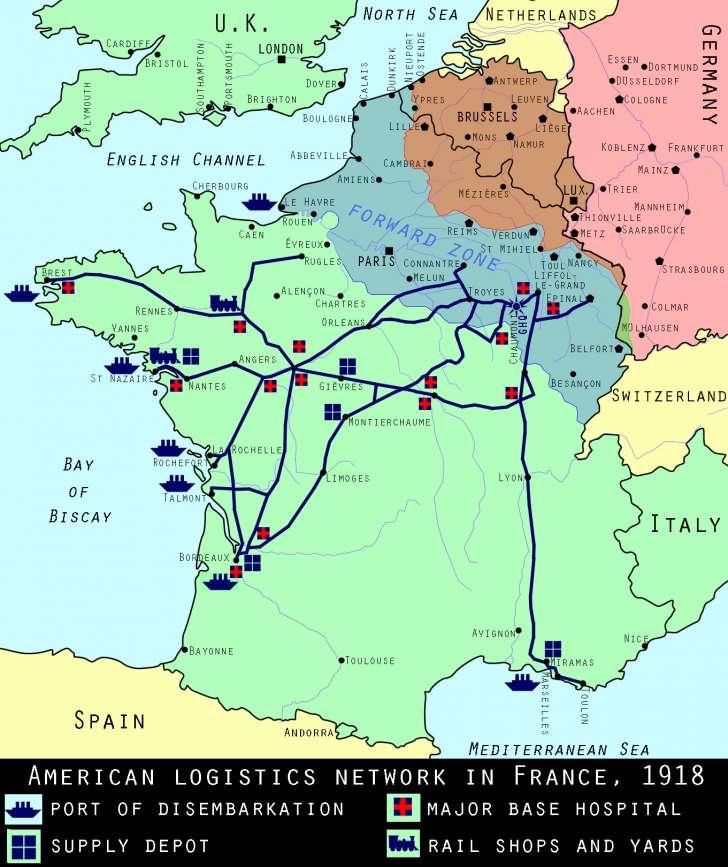 North Sea
Netherlands
Germany
U.K.
Cardiff
Bristol
London
Southampton
Portsmouth
Plymouth
Brighton
Dover
Calais
Dunkirk
Nieuport
Ostende
Antwerp
Essen
Dortmund
Düsseldorf
Cologne
Boulogne
Ypres
Leuven
Brussels
Aachen
Lille
Liège
Mons
Namur
Koblenz
Frankfurt
English Channel
Abbeville
Cambrai
Mainz
Amiens
Mézières
Lux.
Trier
Cherbourg
Le Havre
Rouen
Forward Zone
Mannheim
Thionville
Caen
Reims
Verdun
Metz
Saarbrücke
Évreux
Rugles
Paris
St Mihiel
Connantre
Toul
Nancy
Strasbourg
Brest
Melun
Liffol-
le-Grand
Alençon
Chartres
Troyes
Epinal
Rennes
Colmar
Vannes
Orleans
Chaumont
GHQ
Mülhausen
Belfort
Angers
St Nazaire
Nantes
Gièvres
Besançon
Switzerland
Montierchaume
La Rochelle
Rochefort
Bay
of
Biscay
Talmont
Limoges
Lyon
Italy
Bordeaux
Avignon
Nice
Bayonne
Toulouse
Miramas
Marseilles
Toulon
Spain
Andorra
Mediterranean Sea
American logistics network in France, 1918
Port of disembarkation
Major base hospital
Supply depot
Rail shops and yards